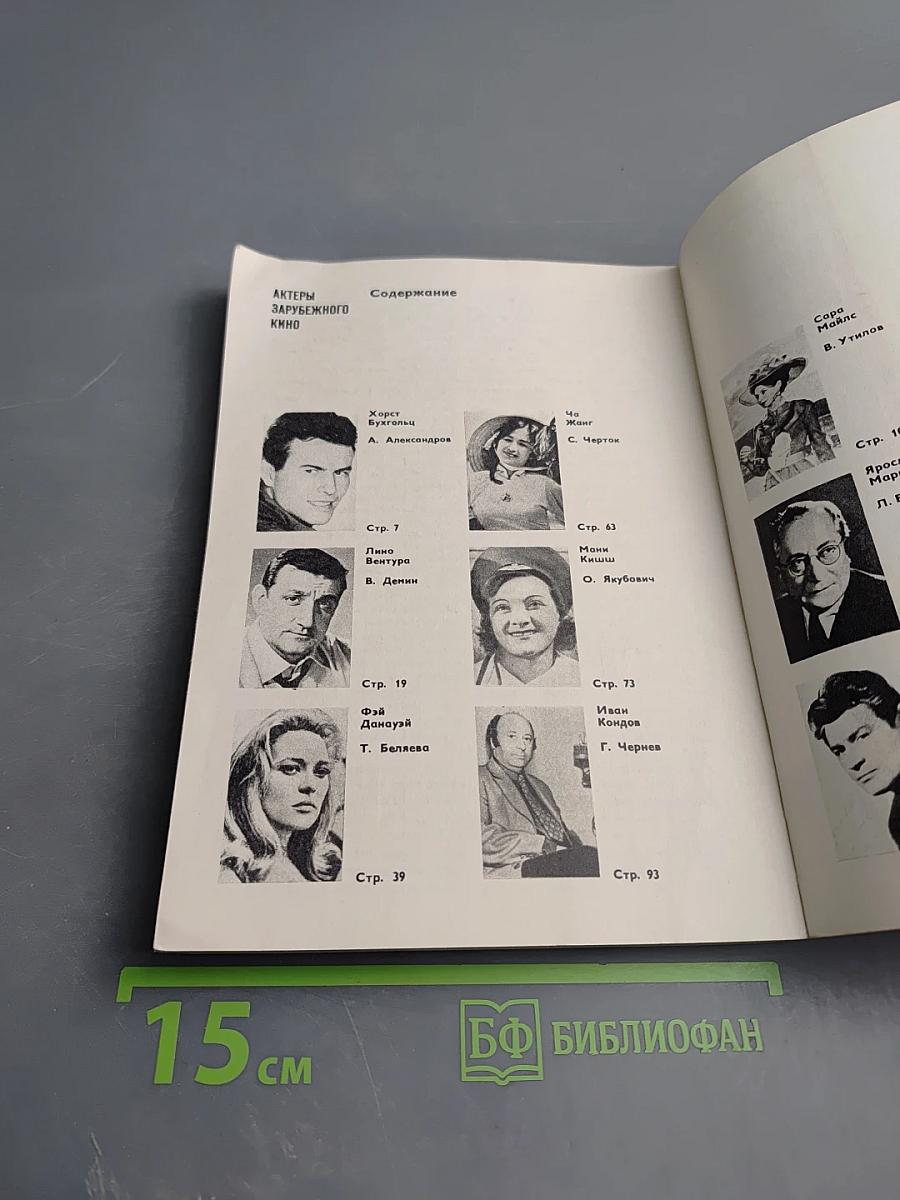 АКТЕРЫ
ЗАРУБЕЖНОГО
КИНО
Содержание
Хорст
Бухгольц
А. Александров
Стр. 7
Лино
Вентура
В. Демин
Стр. 19
Фэй
Данауэй
Т. Беляева
Стр. 39
Ча
Жанг
С. Черток
Стр. 63
Мани
Кишш
О. Якубович
Стр. 73
Иван
Кондов
Г. Чернев
Стр. 93
Сара
Майлс
В. Утилов
Стр.
Л.
15 см
БФ БИБЛИОФАН